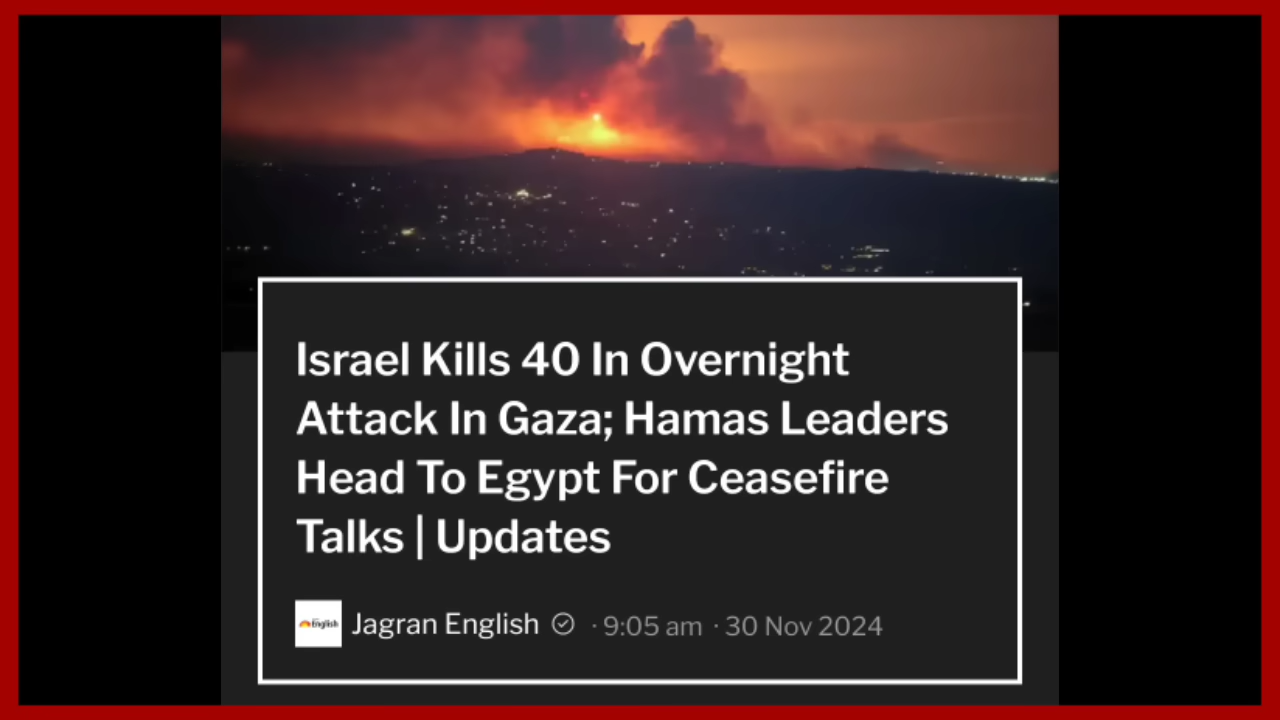 Israel Kills 40 In Overnight
Attack In Gaza; Hamas Leaders
Head To Egypt For Ceasefire
Talks | Updates
English
Jagran English · 9:05 am · 30 Nov 2024